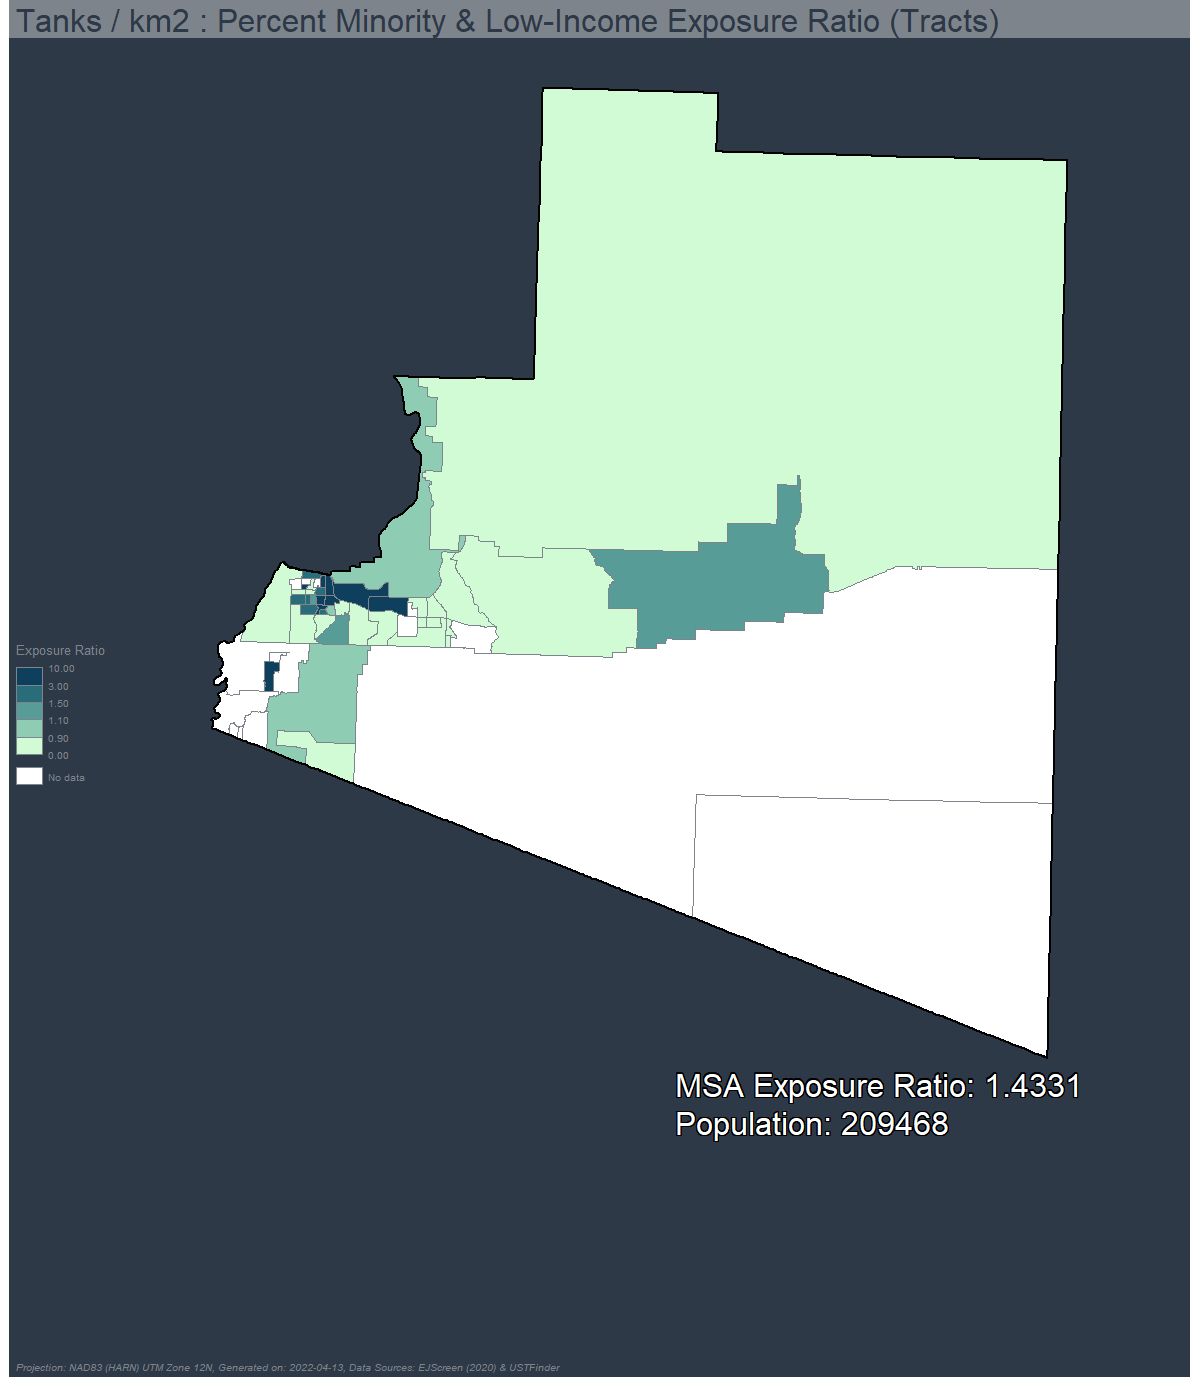 Tanks / km2 : Percent Minority & Low-Income Exposure Ratio (Tracts)
Exposure Ratio
10.00
3.00
1.50
1.10
0.90
0.00
No data
MSA Exposure Ratio: 1.4331
Population: 209468
Projection: NAD83 (HARN) UTM Zone 12N, Generated on: 2022-04-13, Data Sources: EJScreen (2020) & USTFinder